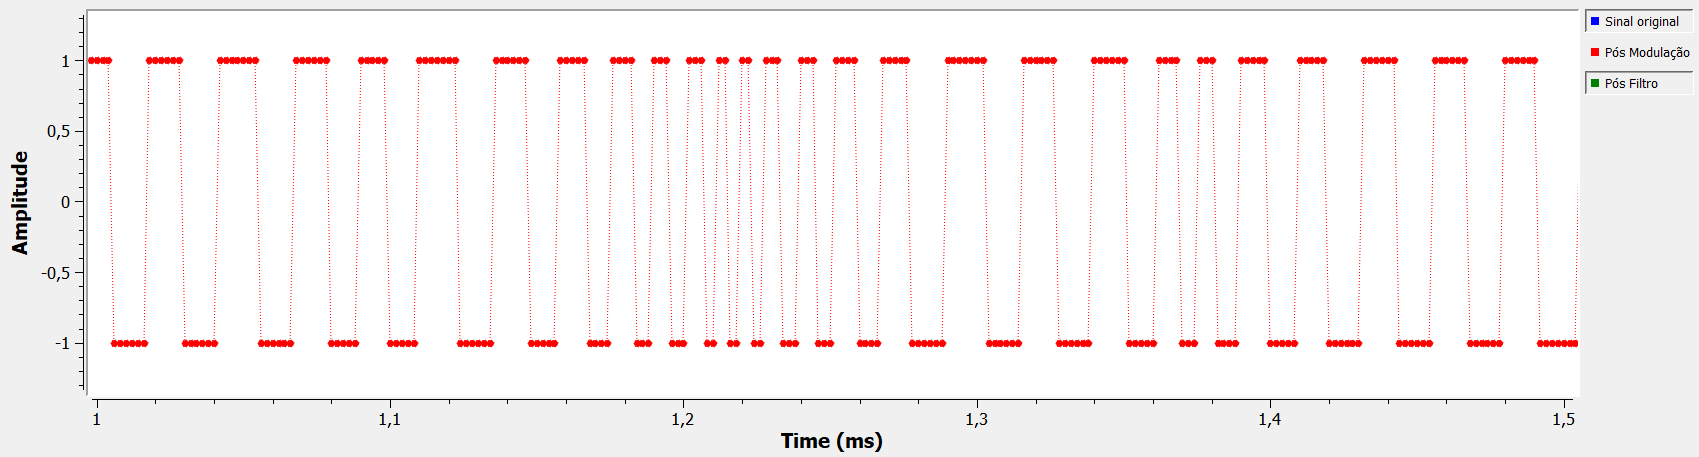 Amplitude
1
0,5
0
-0,5
-1
1
1,1
1,2
1,3
1,4
1,5
Time (ms)
Sinal original
Pós Modulação
Pós Filtro